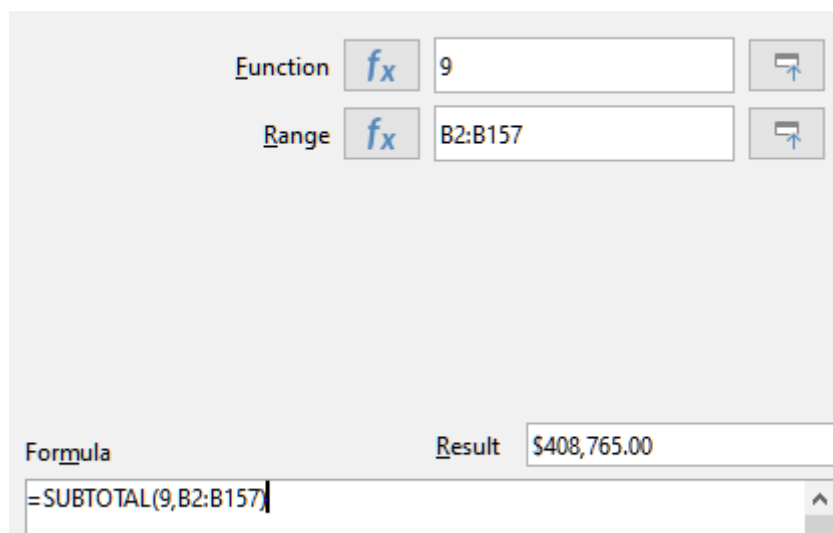 Function fx 9
Range fx B2:B157
Formula Result $408,765.00
=SUBTOTAL(9,B2:B157)